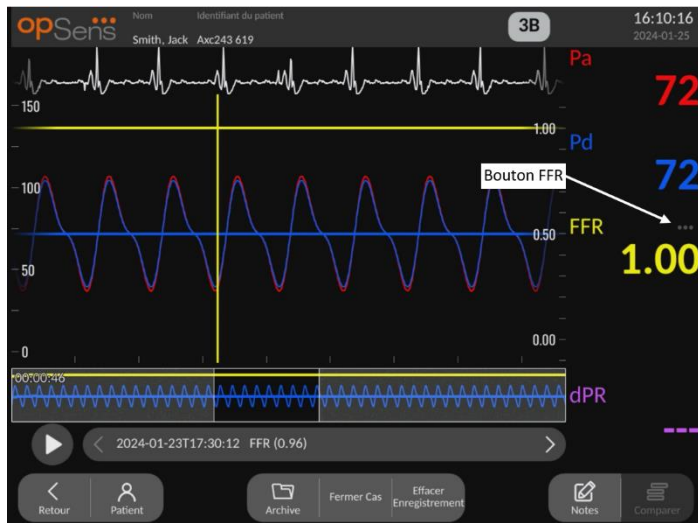 opSens
Nom
Identifiant du patient
Smith, Jack
Axc243 619
3B
16:10:16
2024-01-25
Pa
72
150
1.00
Pd
72
Bouton FFR
100
0.50
FFR
1.00
50
0.00
0
00:00:46
dPR
---
2024-01-23T17:30:12 FFR (0.96)
Retour
Patient
Archive
Fermer Cas
Effacer
Enregistrement
Notes
Comparer